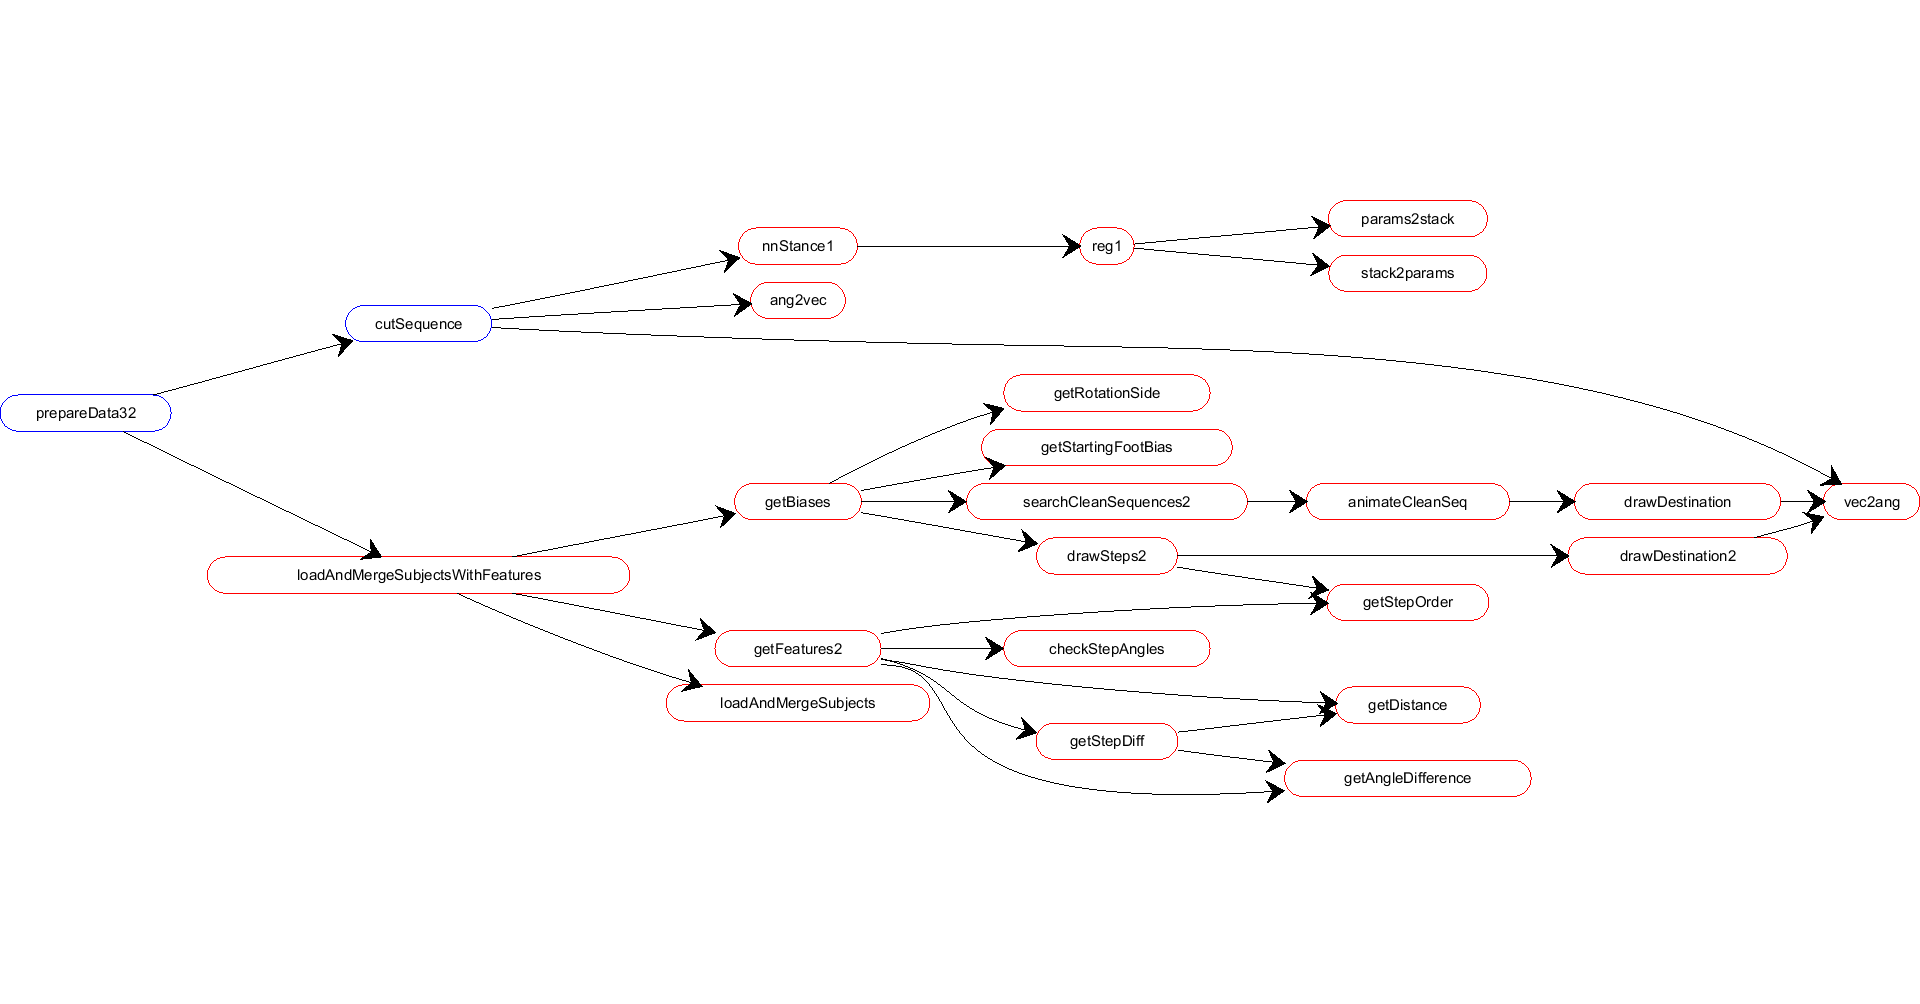 params2stack
nnStance1
reg1
stack2params
ang2vec
cutSequence
getRotationSide
prepareData32
getStartingFootBias
getBiases
searchCleanSequences2
animateCleanSeq
drawDestination
vec2ang
drawSteps2
drawDestination2
loadAndMergeSubjectsWithFeatures
getStepOrder
getFeatures2
checkStepAngles
loadAndMergeSubjects
getDistance
getStepDiff
getAngleDifference